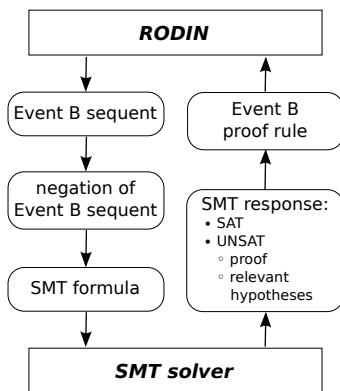 RODIN
Event B sequent
negation of
Event B sequent
SMT formula
Event B
proof rule
SMT response:
• SAT
• UNSAT
◦ proof
◦ relevant
hypotheses
SMT solver